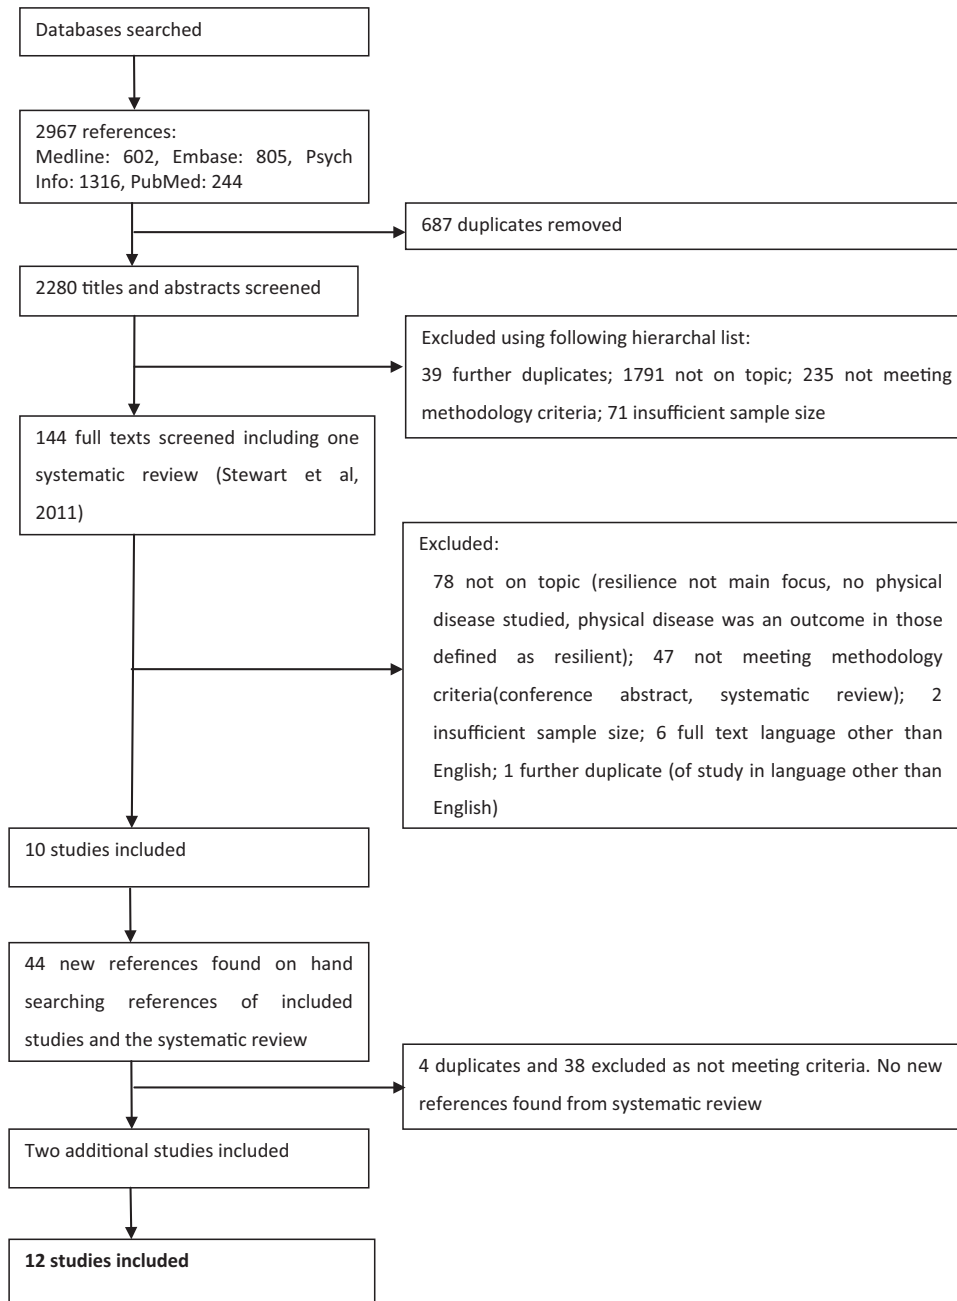 Databases searched
2967 references:
Medline: 602, Embase: 805, Psych
Info: 1316, PubMed: 244
687 duplicates removed
2280 titles and abstracts screened
Excluded using following hierarchal list:
39 further duplicates; 1791 not on topic; 235 not meeting
methodology criteria; 71 insufficient sample size
144 full texts screened including one
systematic review (Stewart et al,
2011)
Excluded:
78 not on topic (resilience not main focus, no physical
disease studied, physical disease was an outcome in those
defined as resilient); 47 not meeting methodology
criteria(conference abstract, systematic review); 2
insufficient sample size; 6 full text language other than
English; 1 further duplicate (of study in language other than
English)
10 studies included
44 new references found on hand
searching references of included
studies and the systematic review
4 duplicates and 38 excluded as not meeting criteria. No new
references found from systematic review
Two additional studies included
12 studies included